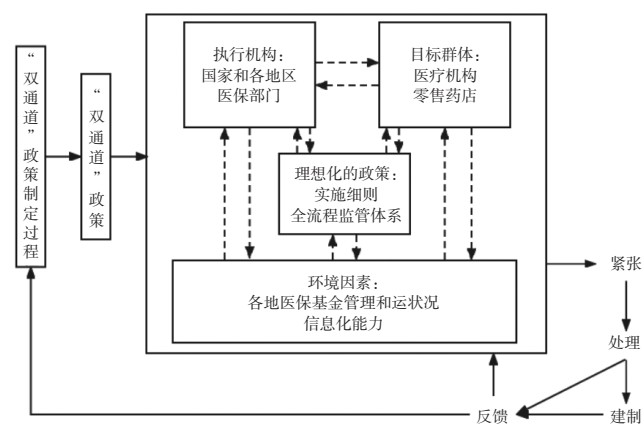 “双通道”政策制定过程
“双通道”政策
执行机构：
国家和各地区
医保部门
目标群体：
医疗机构
零售药店
理想化的政策：
实施细则
全流程监管体系
环境因素：
各地医保基金管理和运状况
信息化能力
紧张
处理
反馈
建制